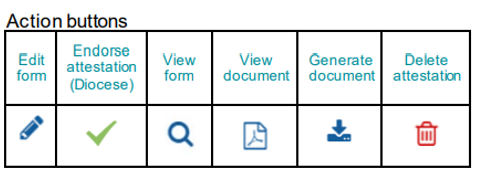 Action buttons
Edit form
Endorse attestation (Diocese)
View form
View document
Generate document
Delete attestation